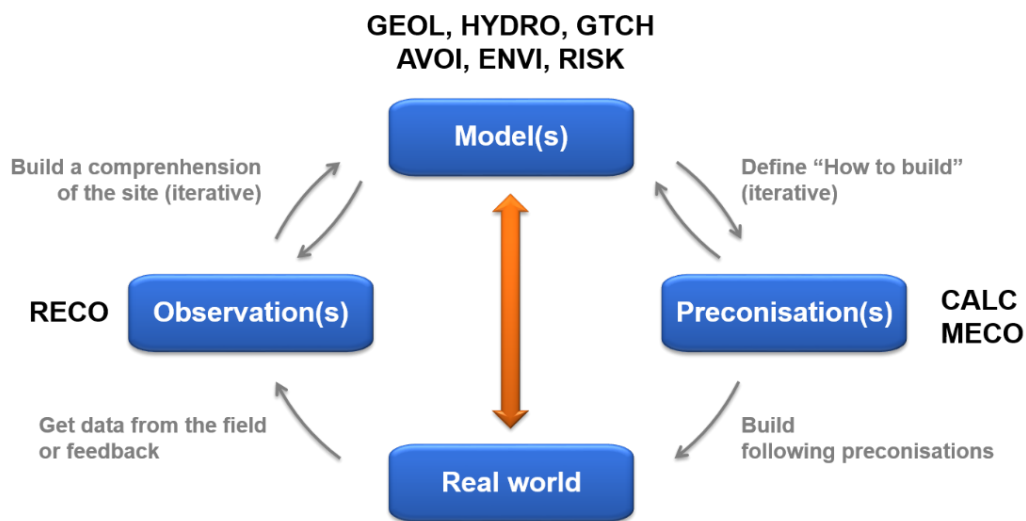 GEOL, HYDRO, GTCH
AVOI, ENVI, RISK
Model(s)
Build a comprenhension
of the site (iterative)
Define “How to build”
(iterative)
RECO
Observation(s)
Preconisation(s)
CALC
MECO
Get data from the field
or feedback
Build
following preconisations
Real world